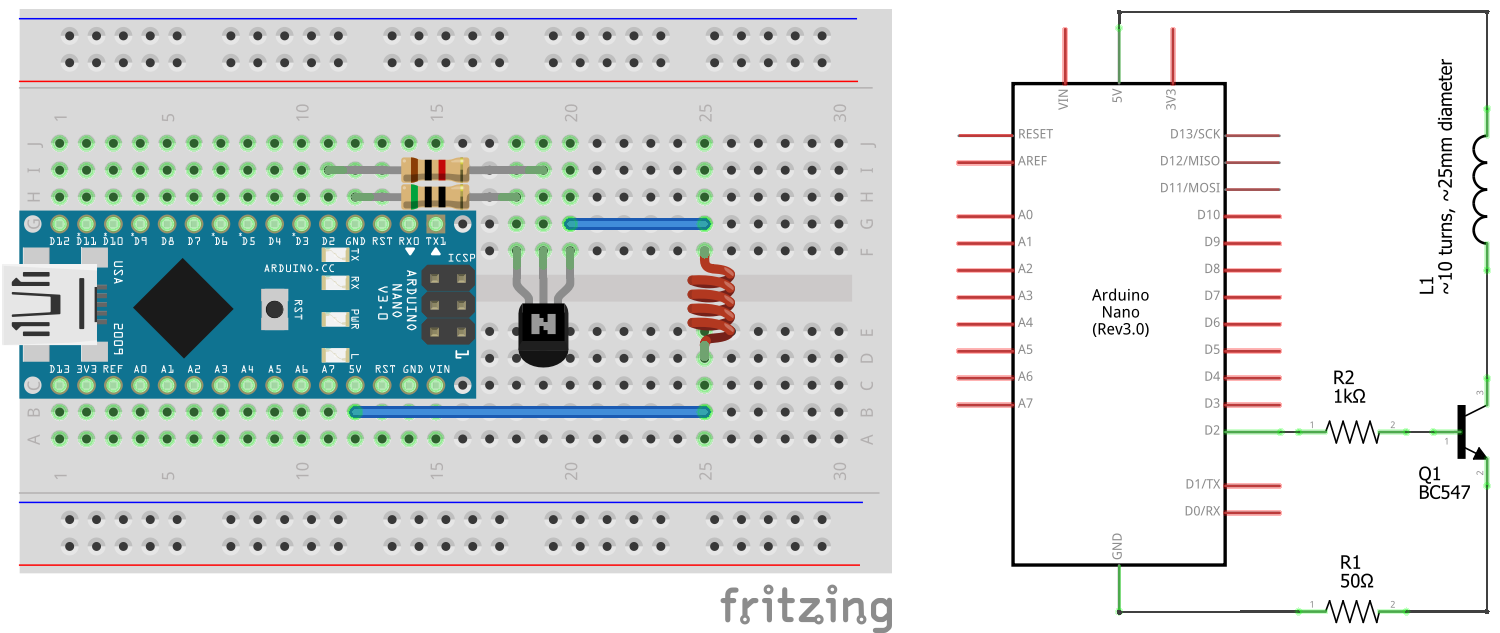 1 5 10 15 20 25 30
J J
I I
H H
G G
D12 D11 D10 D9 D8 D7 D6 D5 D4 D3 D2 GND RST RX0 TX1
F F
USA
ARDUINO.CC
TX
RX
PWR
L
RST
ICSP
ARDUINO
NANO
V3.0
2009
1
E E
D D
D13 3V3 REF A0 A1 A2 A3 A4 A5 A6 A7 5V RST GND VIN
C C
B B
A A
1 5 10 15 20 25 30
fritzing
VIN
5V
3V3
RESET
AREF
A0
A1
A2
A3
A4
A5
A6
A7
Arduino
Nano
(Rev3.0)
D13/SCK
D12/MISO
D11/MOSI
D10
D9
D8
D7
D6
D5
D4
D3
D2
D1/TX
D0/RX
GND
L1
~10 turns, ~25mm diameter
R2
1kΩ
1 2
3
1
2
Q1
BC547
R1
50Ω
1 2